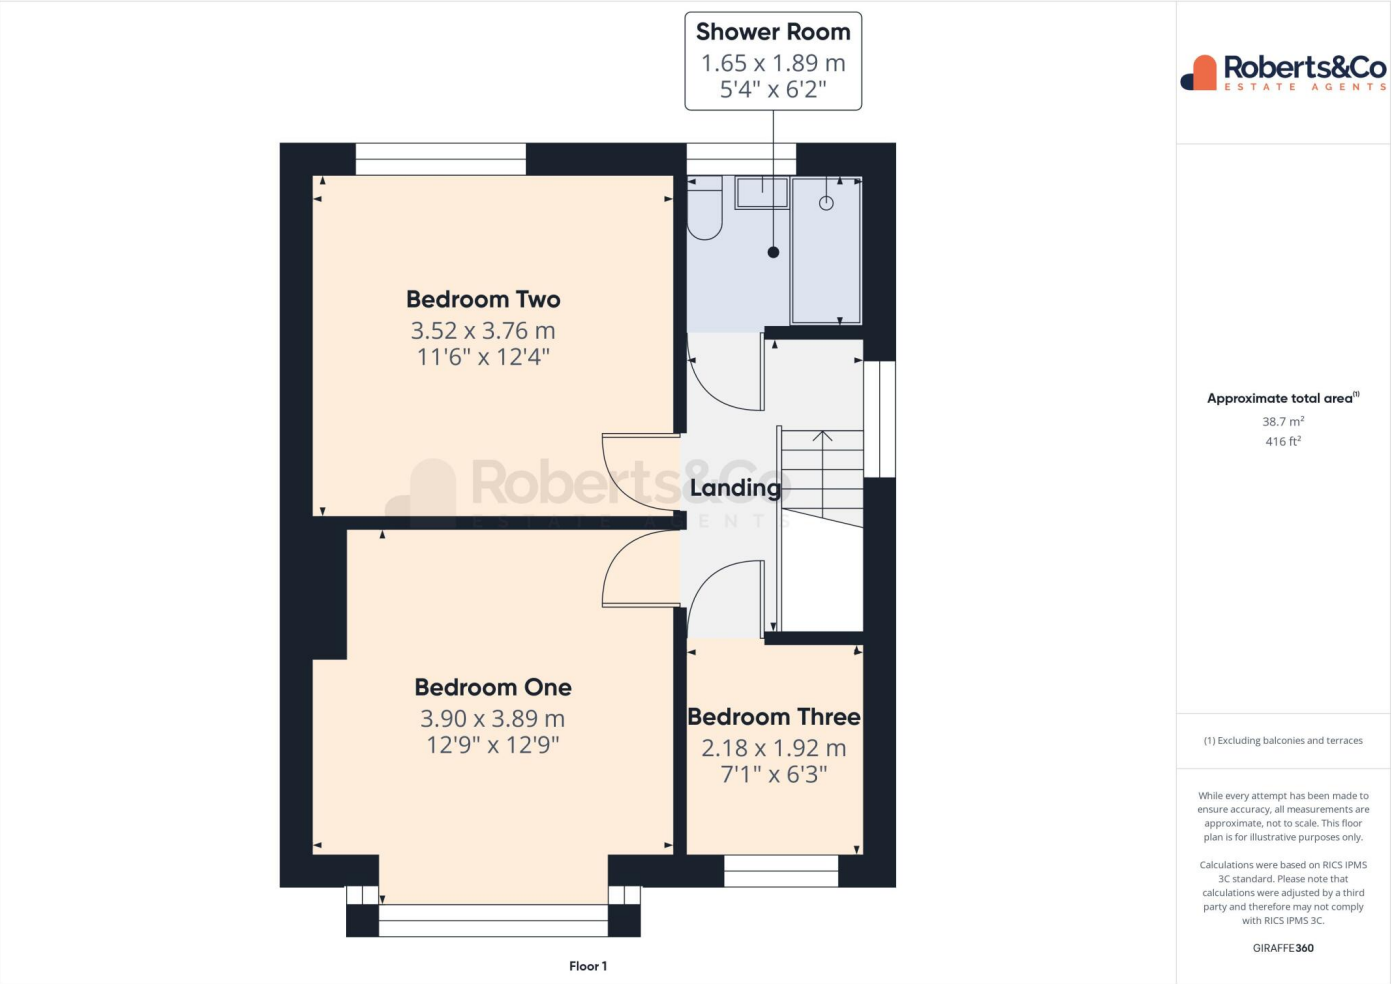 Shower Room
1.65 x 1.89 m
5'4" x 6'2"
Bedroom Two
3.52 x 3.76 m
11'6" x 12'4"
Roberts&Co
ESTATE AGENTS
Landing
Bedroom One
3.90 x 3.89 m
12'9" x 12'9"
Bedroom Three
2.18 x 1.92 m
7'1" x 6'3"
Floor 1
Roberts&Co
ESTATE AGENTS
Approximate total area(1)
38.7 m²
416 ft²
(1) Excluding balconies and terraces
While every attempt has been made to
ensure accuracy, all measurements are
approximate, not to scale. This floor
plan is for illustrative purposes only.
Calculations were based on RICS IPMS
3C standard. Please note that
calculations were adjusted by a third
party and therefore may not comply
with RICS IPMS 3C.
GIRAFFE360